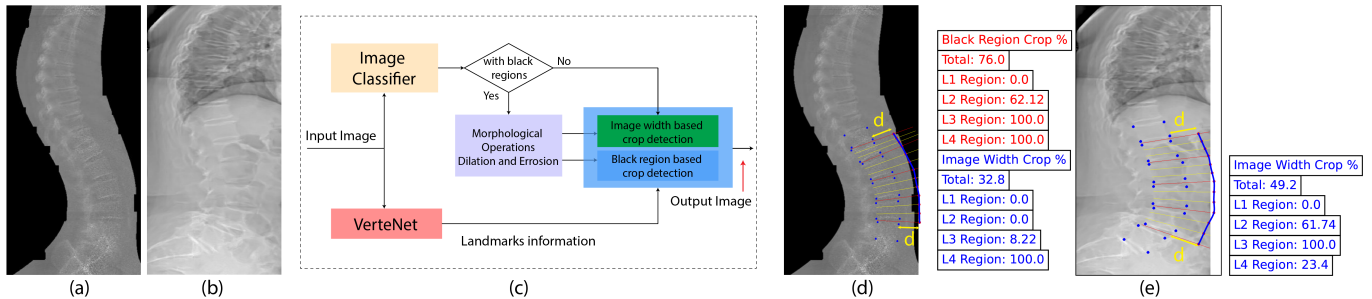 Image
Classifier
with black
regions
No
Yes
Input Image
Morphological
Operations
Dilation and Errosion
Image width based
crop detection
Black region based
crop detection
Output Image
VerteNet
Landmarks information
d
d
Black Region Crop %
Total: 76.0
L1 Region: 0.0
L2 Region: 62.12
L3 Region: 100.0
L4 Region: 100.0
Image Width Crop %
Total: 32.8
L1 Region: 0.0
L2 Region: 0.0
L3 Region: 8.22
L4 Region: 100.0
d
d
Image Width Crop %
Total: 49.2
L1 Region: 0.0
L2 Region: 61.74
L3 Region: 100.0
L4 Region: 23.4
(a)
(b)
(c)
(d)
(e)